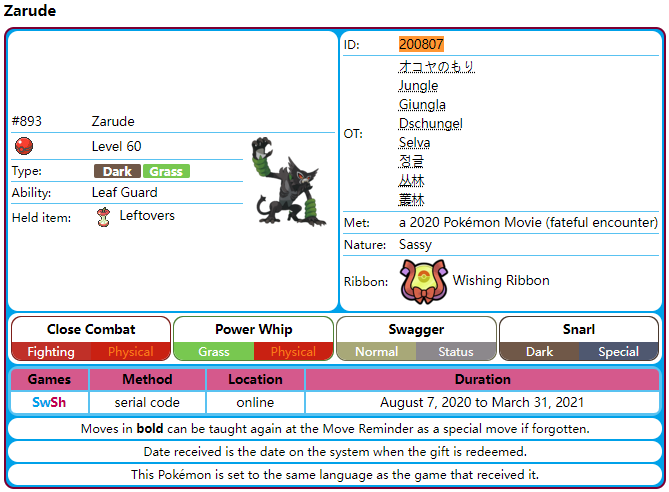 Zarude
#893 Zarude
Level 60
Type: Dark Grass
Ability: Leaf Guard
Held item: Leftovers
ID: 200807
OT:
オコヤのもり
Jungle
Giungla
Dschungel
Selva
정글
丛林
叢林
Met: a 2020 Pokémon Movie (fateful encounter)
Nature: Sassy
Ribbon: Wishing Ribbon
Close Combat Power Whip Swagger Snarl
Fighting Physical Grass Physical Normal Status Dark Special
Games Method Location Duration
SwSh serial code online August 7, 2020 to March 31, 2021
Moves in bold can be taught again at the Move Reminder as a special move if forgotten.
Date received is the date on the system when the gift is redeemed.
This Pokémon is set to the same language as the game that received it.